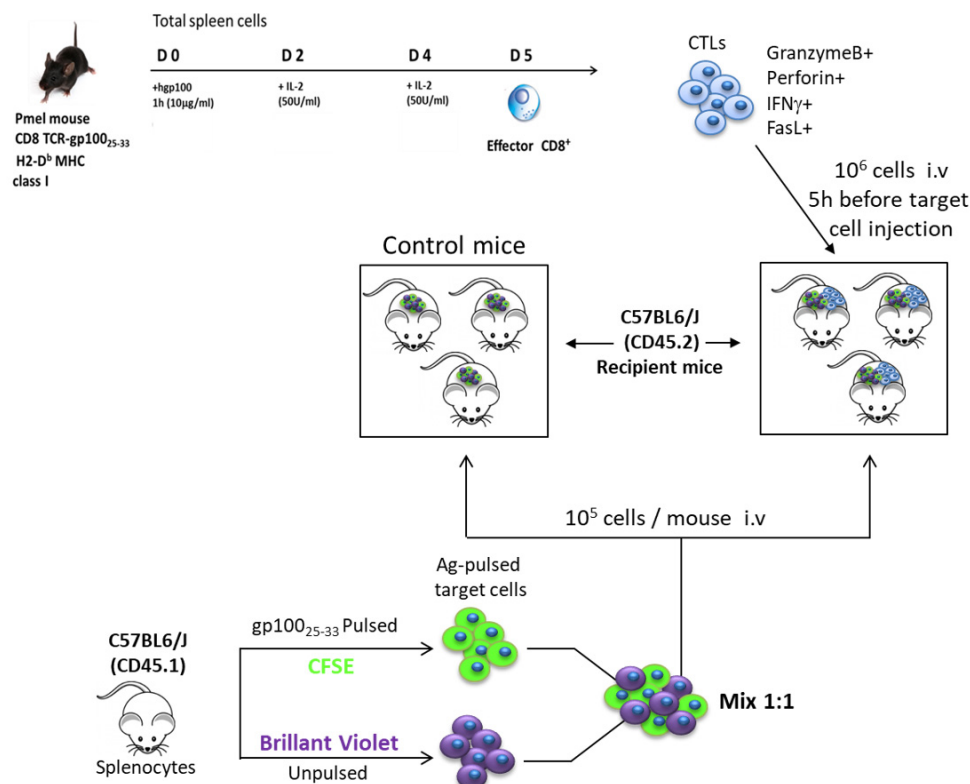 Total spleen cells
D 0
D 2
D 4
D 5
+hgp100
1h (10µg/ml)
+ IL-2
(50U/ml)
+ IL-2
(50U/ml)
Effector CD8⁺
Pmel mouse
CD8 TCR-gp100₂₅₋₃₃
H2-Dᵇ MHC
class I
CTLs
GranzymeB+
Perforin+
IFNγ+
FasL+
10⁶ cells i.v
5h before target
cell injection
Control mice
C57BL6/J
(CD45.2)
Recipient mice
10⁵ cells / mouse i.v
Ag-pulsed
target cells
gp100₂₅₋₃₃ Pulsed
CFSE
C57BL6/J
(CD45.1)
Splenocytes
Brillant Violet
Unpulsed
Mix 1:1